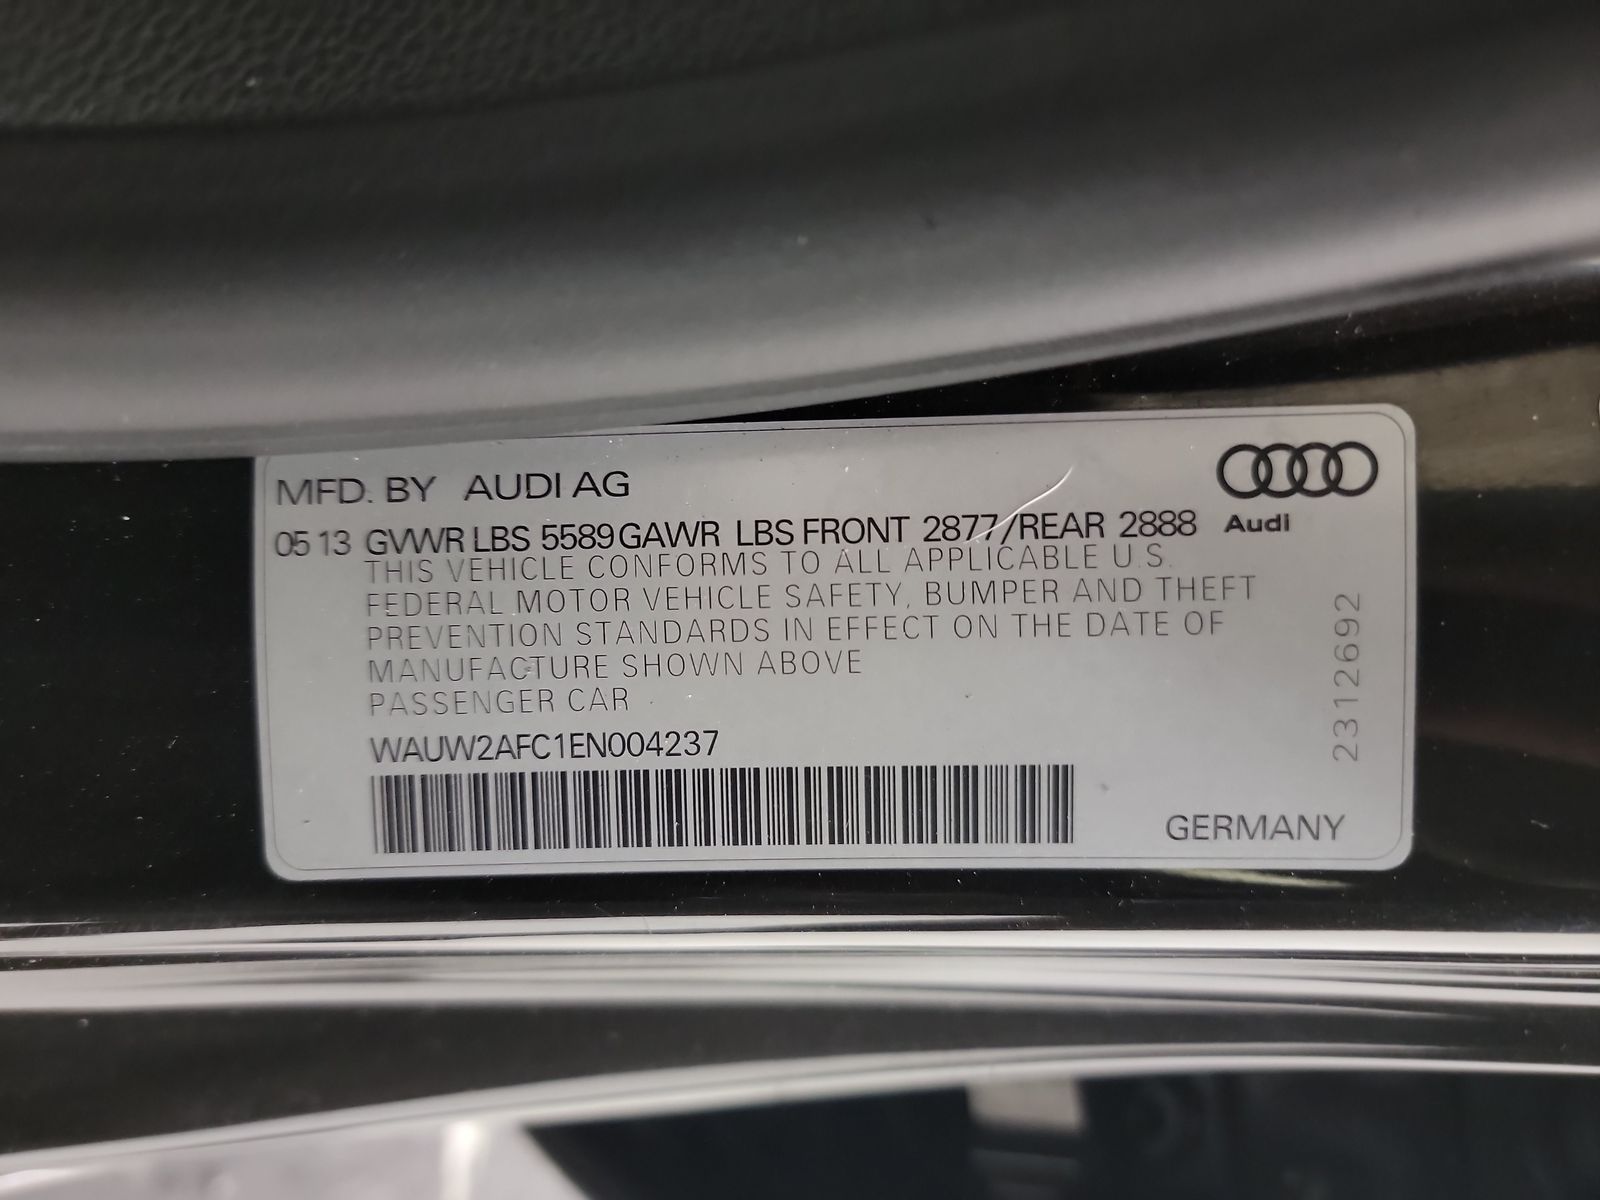 MFD. BY AUDI AG
05 13 GVWR LBS 5589 GAWR LBS FRONT 2877/REAR 2888
Audi
THIS VEHICLE CONFORMS TO ALL APPLICABLE U.S.
FEDERAL MOTOR VEHICLE SAFETY, BUMPER AND THEFT
PREVENTION STANDARDS IN EFFECT ON THE DATE OF
MANUFACTURE SHOWN ABOVE
PASSENGER CAR
WAUW2AFC1EN004237
23126692
GERMANY